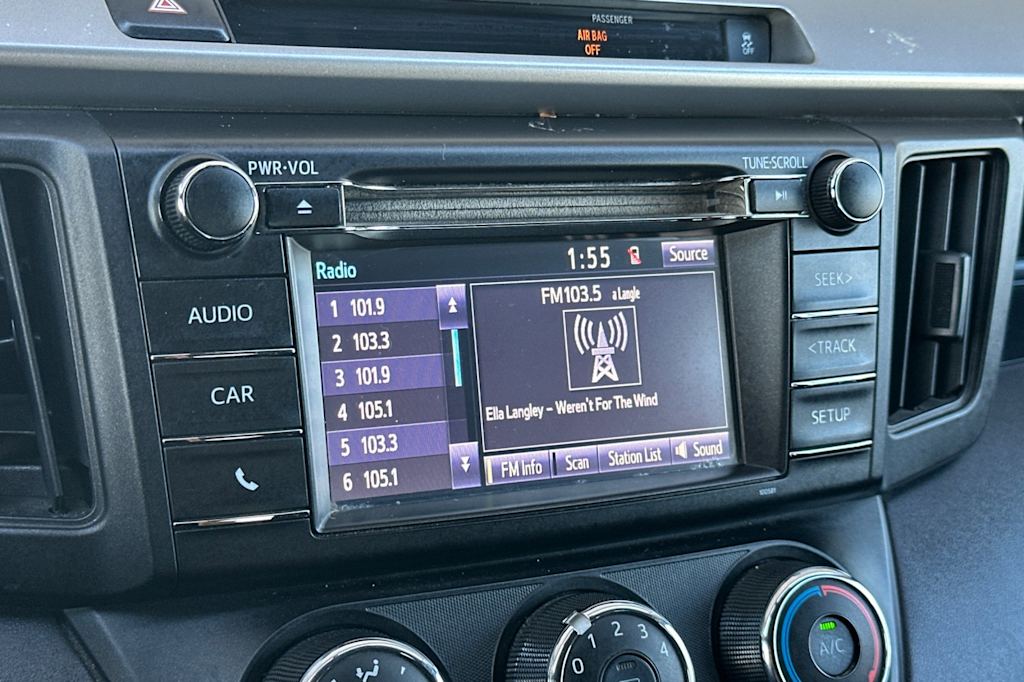 PASSENGER
AIR BAG
OFF
OFF
PWR·VOL
TUNE·SCROLL
Radio
1:55
Source
AUDIO
CAR
1 101.9
2 103.3
3 101.9
4 105.1
5 103.3
6 105.1
FM103.5 a Langle
Ella Langley – Weren't For The Wind
FM Info
Scan
Station List
Sound
SEEK>
<TRACK
SETUP
0 1 2 3 4
A/C